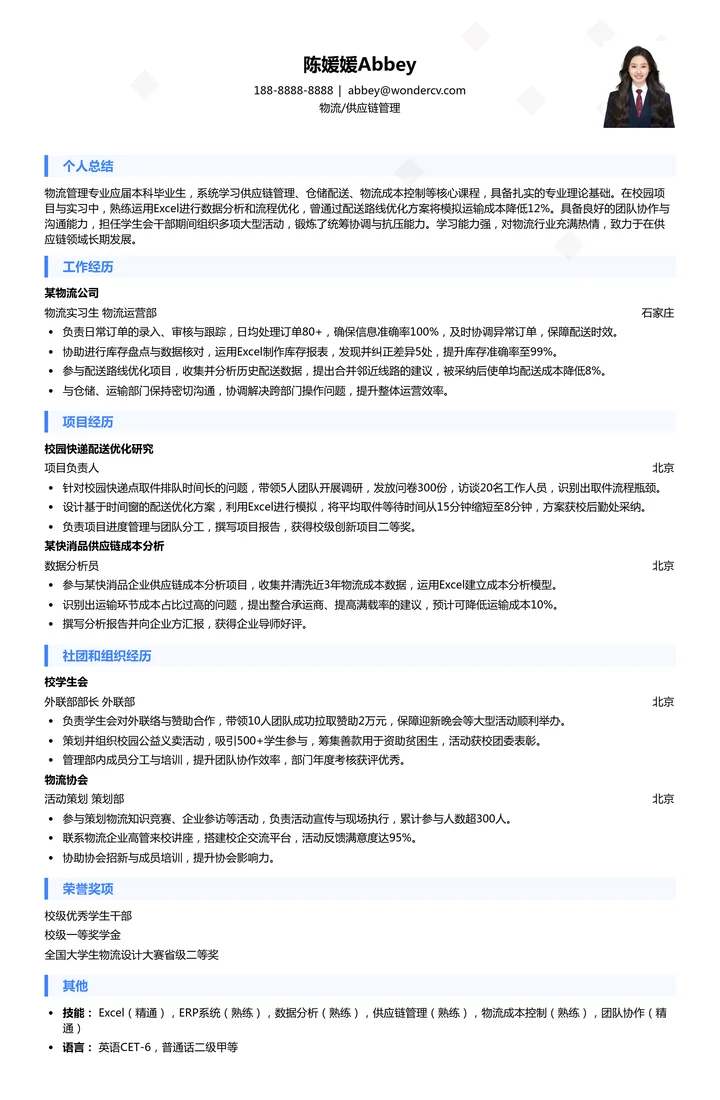 陈媛媛Abbey
188-8888-8888 | abbey@wondercv.com
物流/供应链管理
个人总结
物流管理专业应届本科毕业生，系统学习供应链管理、仓储配送、物流成本控制等核心课程，具备扎实的专业理论基础。在校园项
目与实习中，熟练运用Excel进行数据分析和流程优化，曾通过配送路线优化方案将模拟运输成本降低12%。具备良好的团队协作与
沟通能力，担任学生会干部期间组织多项大型活动，锻炼了统筹协调与抗压能力。学习能力强，对物流行业充满热情，致力于在供
应链领域长期发展。
工作经历
某物流公司
物流实习生 物流运营部 石家庄
• 负责日常订单的录入、审核与跟踪，日均处理订单80+，确保信息准确率100%，及时协调异常订单，保障配送时效。
• 协助进行库存盘点与数据核对，运用Excel制作库存报表，发现并纠正差异5处，提升库存准确率至99%。
• 参与配送路线优化项目，收集并分析历史配送数据，提出合并邻近线路的建议，被采纳后使单均配送成本降低8%。
• 与仓储、运输部门保持密切沟通，协调解决跨部门操作问题，提升整体运营效率。
项目经历
校园快递配送优化研究
项目负责人 北京
• 针对校园快递点取件排队时间长的问题，带领5人团队开展调研，发放问卷300份，访谈20名工作人员，识别出取件流程瓶颈。
• 设计基于时间窗的配送优化方案，利用Excel进行模拟，将平均取件等待时间从15分钟缩短至8分钟，方案获校后勤处采纳。
• 负责项目进度管理与团队分工，撰写项目报告，获得校级创新项目二等奖。
某快消品供应链成本分析
数据分析员 北京
• 参与某快消品企业供应链成本分析项目，收集并清洗近3年物流成本数据，运用Excel建立成本分析模型。
• 识别出运输环节成本占比过高的问题，提出整合承运商、提高满载率的建议，预计可降低运输成本10%。
• 撰写分析报告并向企业方汇报，获得企业导师好评。
社团和组织经历
校学生会
外联部部长 外联部 北京
• 负责学生会对外联络与赞助合作，带领10人团队成功拉取赞助2万元，保障迎新晚会等大型活动顺利举办。
• 策划并组织校园公益义卖活动，吸引500+学生参与，筹集善款用于资助贫困生，活动获校团委表彰。
• 管理部内成员分工与培训，提升团队协作效率，部门年度考核获评优秀。
物流协会
活动策划 策划部 北京
• 参与策划物流知识竞赛、企业参访等活动，负责活动宣传与现场执行，累计参与人数超300人。
• 联系物流企业高管来校讲座，搭建校企交流平台，活动反馈满意度达95%。
• 协助协会招新与成员培训，提升协会影响力。
荣誉奖项
校级优秀学生干部
校级一等奖学金
全国大学生物流设计大赛省级二等奖
其他
• 技能： Excel（精通），ERP系统（熟练），数据分析（熟练），供应链管理（熟练），物流成本控制（熟练），团队协作（精
通）
• 语言： 英语CET-6，普通话二级甲等